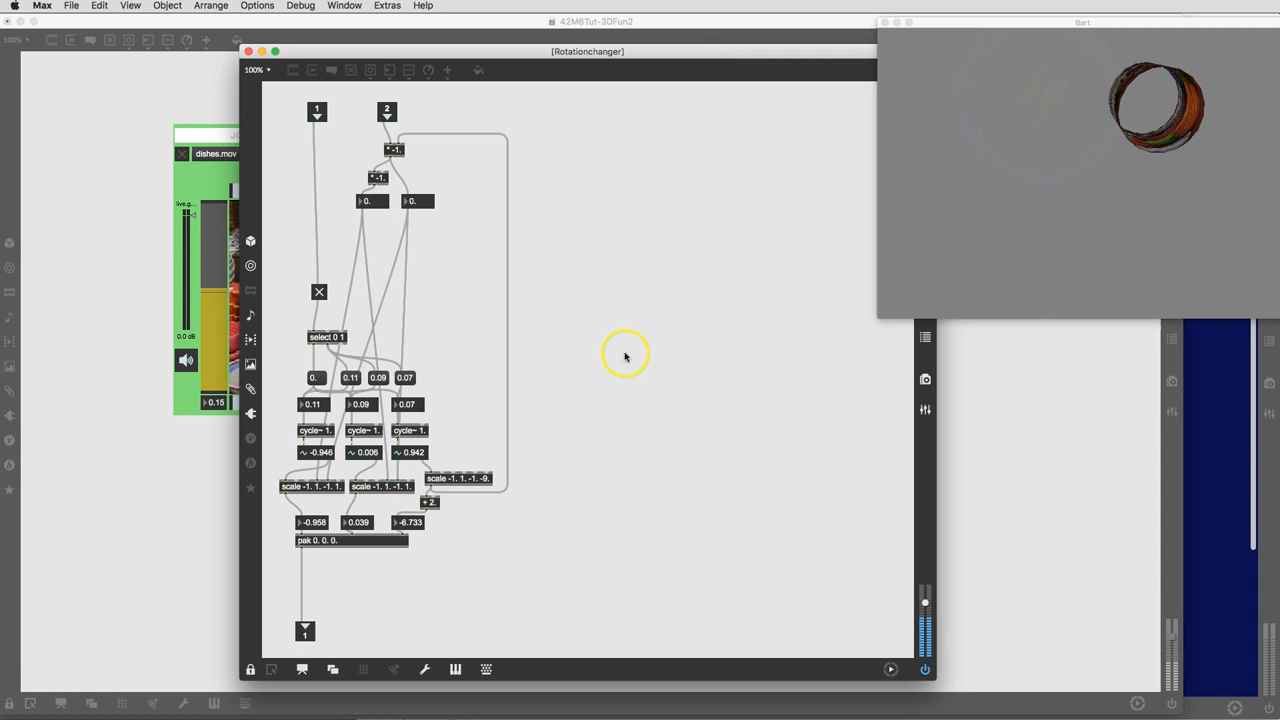 Max File Edit View Object Arrange Options Debug Window Extras Help
42M8Tut-3DFun2
Bart
100%
[Rotationchanger]
100%
1
2
* -1.
* -1.
0.
0.
dishes.mov
live.g...
0.0 dB
0.15
select 0 1
0.
0.11
0.09
0.07
0.11
0.09
0.07
cycle~ 1.
cycle~ 1.
cycle~ 1.
-0.946
0.006
0.942
scale -1. 1. -1. -9.
scale -1. 1. -1. 1.
scale -1. 1. -1. 1.
+ 2.
-0.958
0.039
-6.733
pak 0. 0. 0.
1